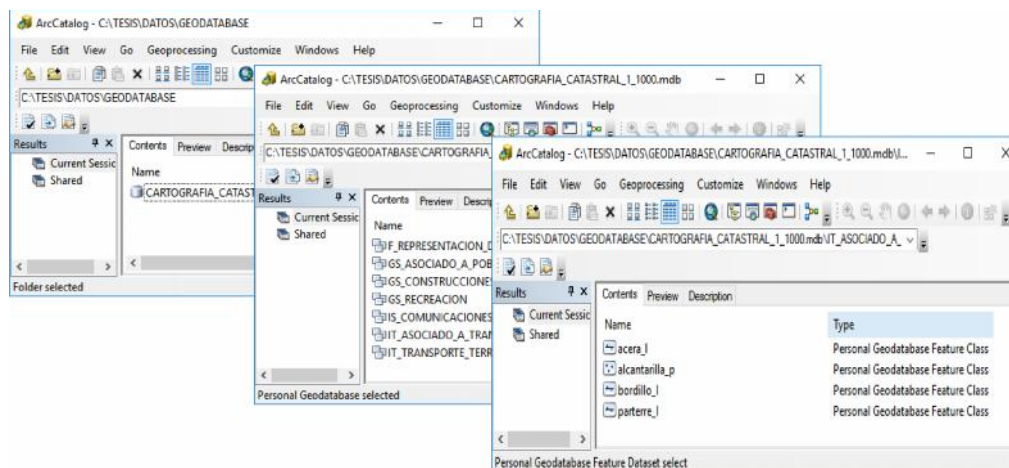 ArcCatalog - C:\TESIS\DATOS\GEODATABASE
File Edit View Go Geoprocessing Customize Windows Help
C:\TESIS\DATOS\GEODATABASE
Results
Current Sessic
Shared
Contents Preview Descrip
Name
CARTOGRAFIA_CATAST
Folder selected
ArcCatalog - C:\TESIS\DATOS\GEODATABASE\CARTOGRAFIA_CATASTRAL_1_1000.mdb
File Edit View Go Geoprocessing Customize Windows Help
C:\TESIS\DATOS\GEODATABASE\CARTOGRAFIA_
Results
Current Sessic
Shared
Contents Preview Descri
Name
IF_REPRESENTACION_D
GS_ASOCIADO_A_POB
GS_CONSTRUCCIONE
GS_RECREACION
IS_COMUNICACIONES
IT_ASOCIADO_A_TRA
IT_TRANSPORTE_TERR
Personal Geodatabase selected
ArcCatalog - C:\TESIS\DATOS\GEODATABASE\CARTOGRAFIA_CATASTRAL_1_1000.mdb\I...
File Edit View Go Geoprocessing Customize Windows Help
C:\TESIS\DATOS\GEODATABASE\CARTOGRAFIA_CATASTRAL_1_1000.mdb\IT_ASOCIADO_A_
Results
Current Sessic
Shared
Contents Preview Description
Name Type
acera_l Personal Geodatabase Feature Class
alcantarilla_p Personal Geodatabase Feature Class
bordillo_l Personal Geodatabase Feature Class
parterre_l Personal Geodatabase Feature Class
Personal Geodatabase Feature Dataset select